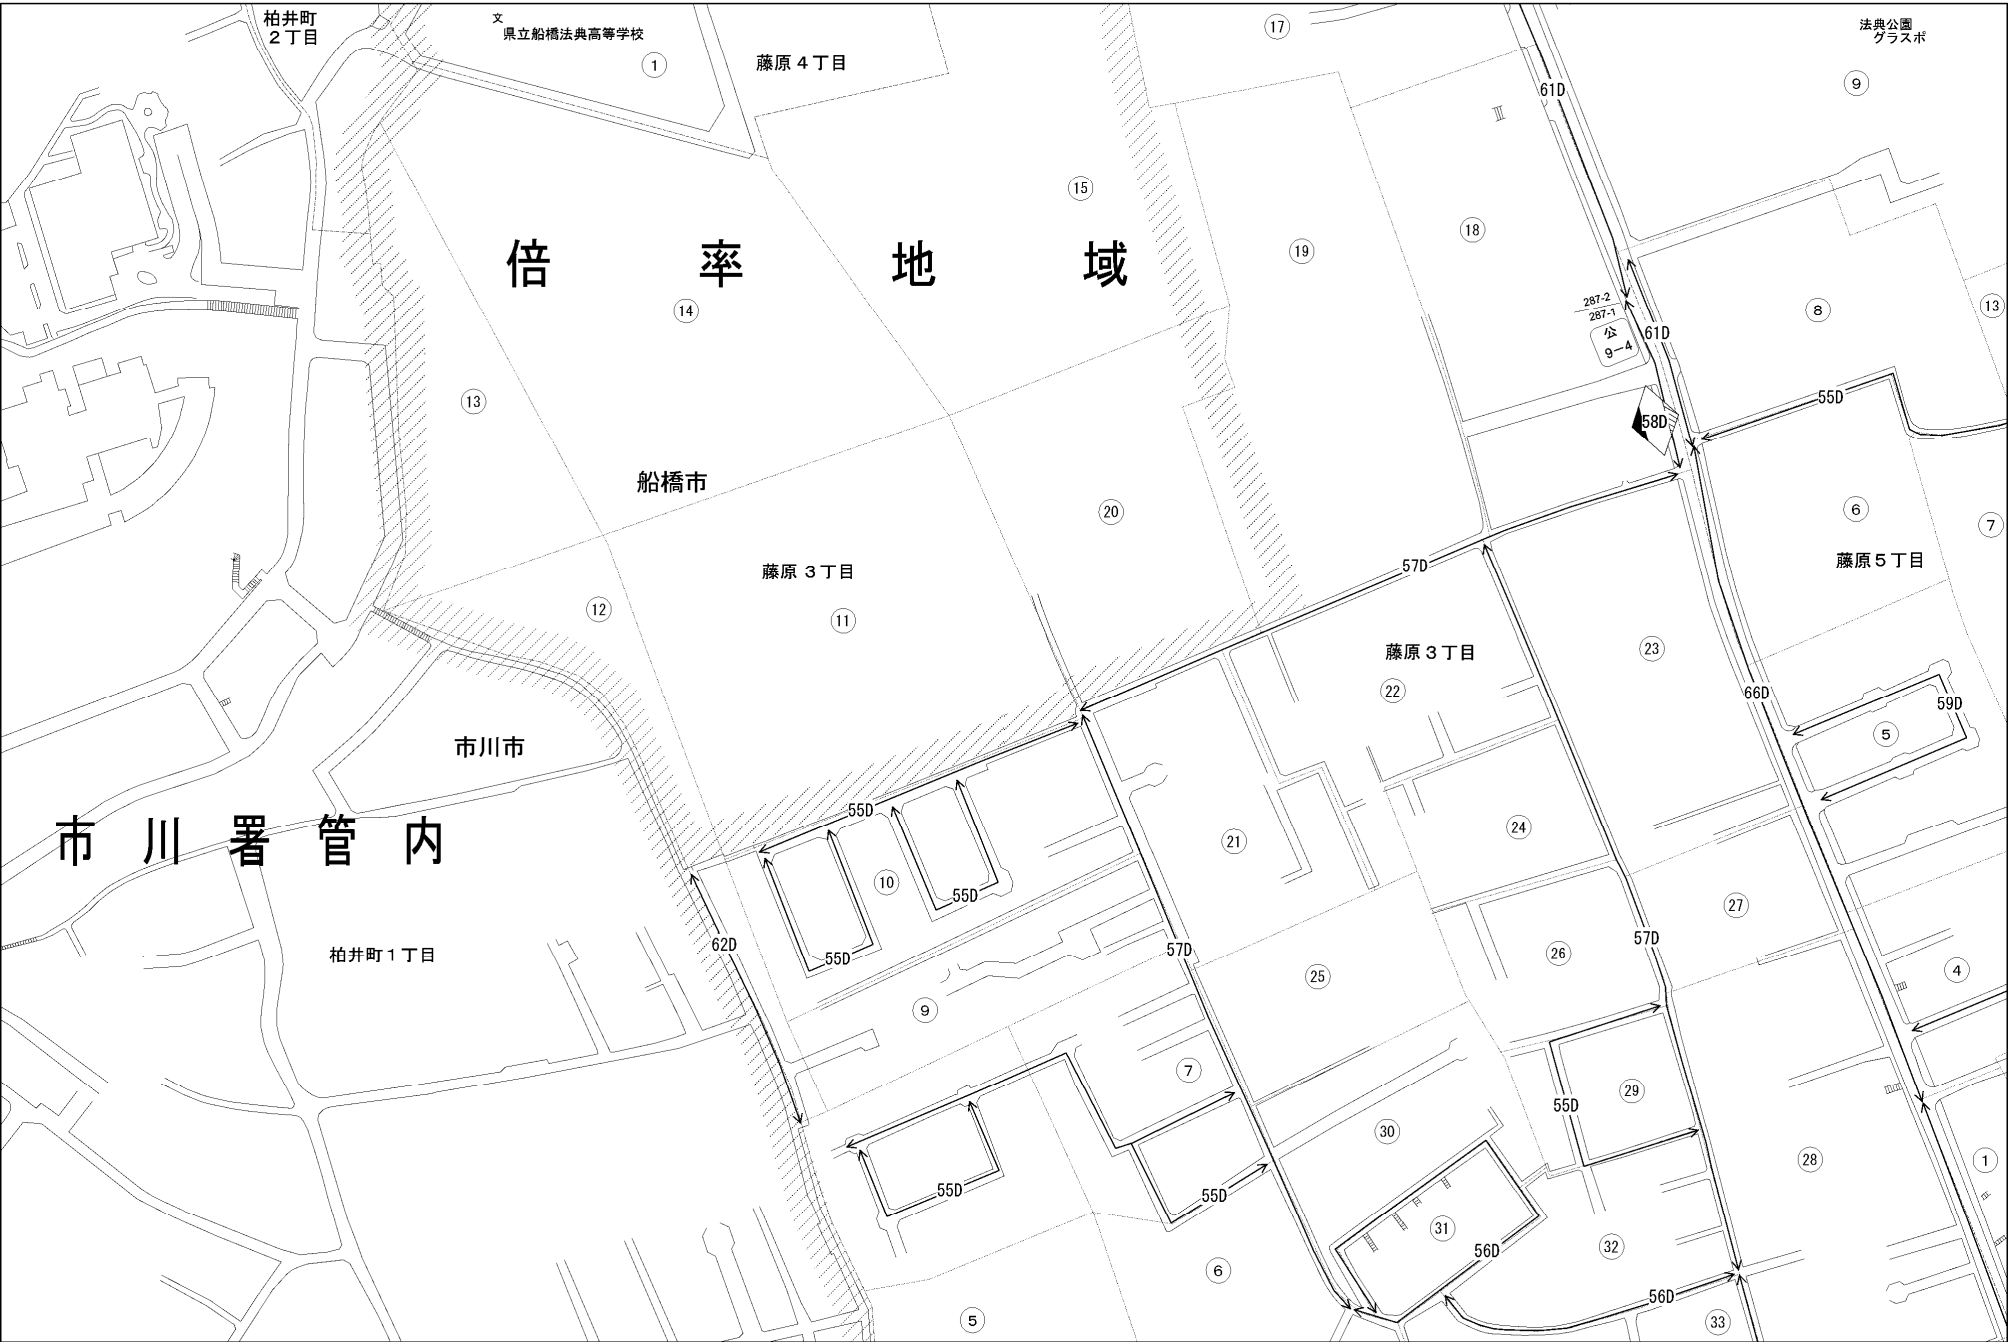 柏井町
2丁目
文
県立船橋法典高等学校
1
藤原4丁目
17
法典公園
グラスポ
61D
9
15
倍率地域
19
18
14
287-2
287-1
公
9-4
61D
8
13
13
55D
58D
船橋市
20
6
7
57D
藤原5丁目
藤原3丁目
12
11
藤原3丁目
23
22
66D
59D
5
市川市
55D
24
21
市川署管内
10
55D
27
62D
57D
57D
柏井町1丁目
55D
26
4
25
9
7
29
55D
30
28
1
55D
55D
31
32
56D
6
56D
5
33